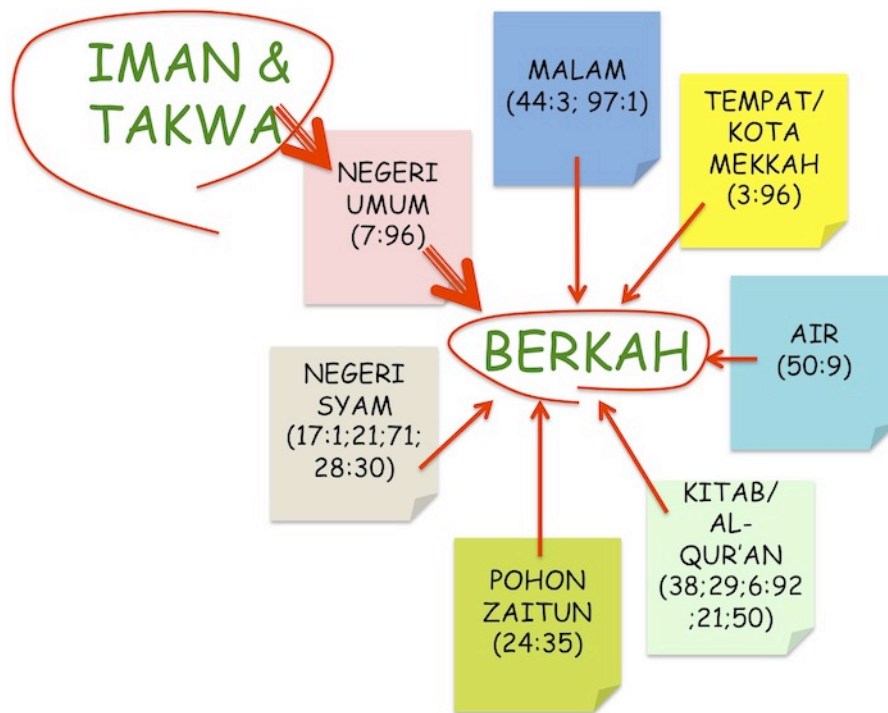 IMAN &
TAKWA
MALAM
(44:3; 97:1)
TEMPAT/
KOTA
MEKKAH
(3:96)
NEGERI
UMUM
(7:96)
BERKAH
AIR
(50:9)
NEGERI
SYAM
(17:1;21;71;
28:30)
KITAB/
AL-
QUR'AN
(38;29;6:92
;21;50)
POHON
ZAITUN
(24:35)